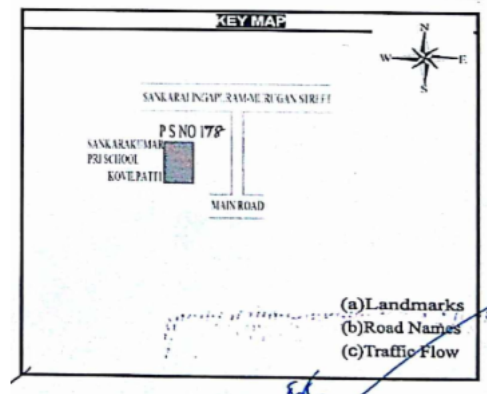 KEY MAP
N
W E
S
SANKARALINGAPURAM-MURUGAN STREET
P S NO 178
SANKARAKUMAR
PRI SCHOOL
KOVILPATTI
MAIN ROAD
(a)Landmarks
(b)Road Names
(c)Traffic Flow